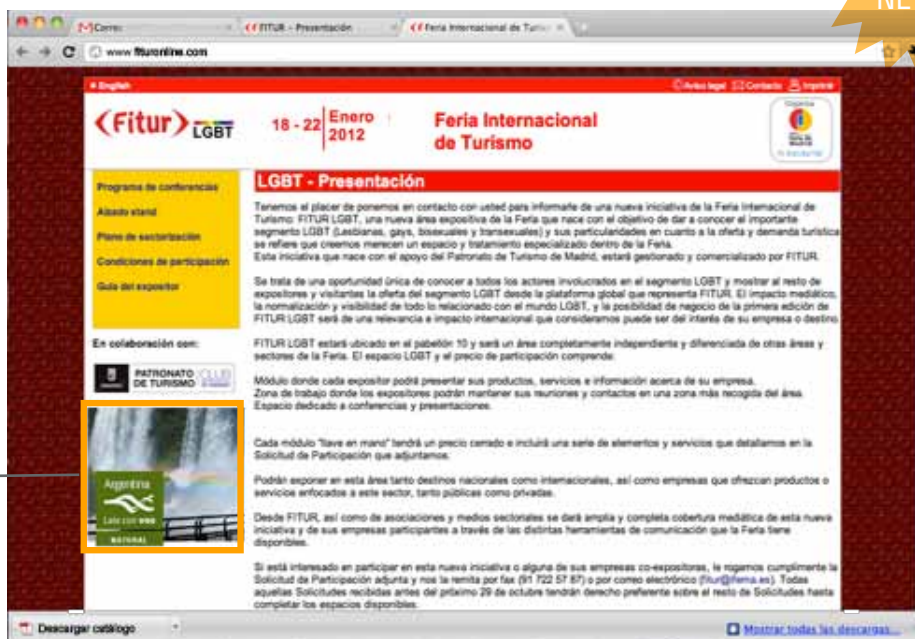 NE
Correo
FITUR - Presentación
Feria Internacional de Turis
www.fituronline.com
English
Aviso legal Contacto Imprimir
Fitur LGBT
18 - 22 Enero 2012
Feria Internacional
de Turismo
Organiza
Feria de
Madrid
LGBT - Presentación
Programa de conferencias
Alzado stand
Plano de sectorización
Condiciones de participación
Guía del expositor
En colaboración con:
PATRONATO
DE TURISMO
CLUB
Argentina
Late con vos
NATURAL
Tenemos el placer de ponernos en contacto con usted para informarle de una nueva iniciativa de la Feria Internacional de
Turismo: FITUR LGBT, una nueva área expositiva de la Feria que nace con el objetivo de dar a conocer el importante
segmento LGBT (Lesbianas, gays, bisexuales y transexuales) y sus particularidades en cuanto a la oferta y demanda turística
se refiere que creemos merecen un espacio y tratamiento especializado dentro de la Feria.
Esta iniciativa que nace con el apoyo del Patronato de Turismo de Madrid, estará gestionado y comercializado por FITUR.
Se trata de una oportunidad única de conocer a todos los actores involucrados en el segmento LGBT y mostrar al resto de
expositores y visitantes la oferta del segmento LGBT desde la plataforma global que representa FITUR. El impacto mediático,
la normalización y visibilidad de todo lo relacionado con el mundo LGBT, y la posibilidad de negocio de la primera edición de
FITUR LGBT será de una relevancia e impacto internacional que consideramos puede ser del interés de su empresa o destino.
FITUR LGBT estará ubicado en el pabellón 10 y será un área completamente independiente y diferenciada de otras áreas y
sectores de la Feria. El espacio LGBT y el precio de participación comprende:
Módulo donde cada expositor podrá presentar sus productos, servicios e información acerca de su empresa.
Zona de trabajo donde los expositores podrán mantener sus reuniones y contactos en una zona más recogida del área.
Espacio dedicado a conferencias y presentaciones.
Cada módulo "llave en mano" tendrá un precio cerrado e incluirá una serie de elementos y servicios que detallamos en la
Solicitud de Participación que adjuntamos.
Podrán exponer en esta área tanto destinos nacionales como internacionales, así como empresas que ofrezcan productos o
servicios enfocados a este sector, tanto públicas como privadas.
Desde FITUR, así como de asociaciones y medios sectoriales se dará amplia y completa cobertura mediática de esta nueva
iniciativa y de sus empresas participantes a través de las distintas herramientas de comunicación que la Feria tiene
disponibles.
Si está interesado en participar en esta nueva iniciativa o alguna de sus empresas co-expositoras, le rogamos cumplimente la
Solicitud de Participación adjunta y nos la remita por fax (91 722 57 87) o por correo electrónico (fitur@ifema.es). Todas
aquellas Solicitudes recibidas antes del próximo 29 de octubre tendrán derecho preferente sobre el resto de Solicitudes hasta
completar los espacios disponibles.
Descargar catálogo
Mostrar todas las descargas...